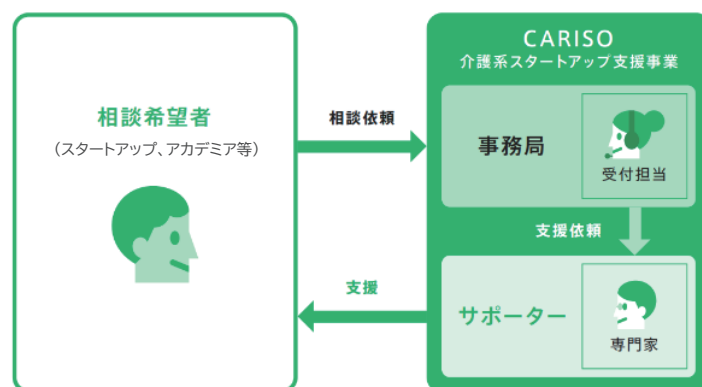 相談希望者
(スタートアップ、アカデミア等)
相談依頼
CARISO
介護系スタートアップ支援事業
事務局
受付担当
支援依頼
支援
サポーター
専門家